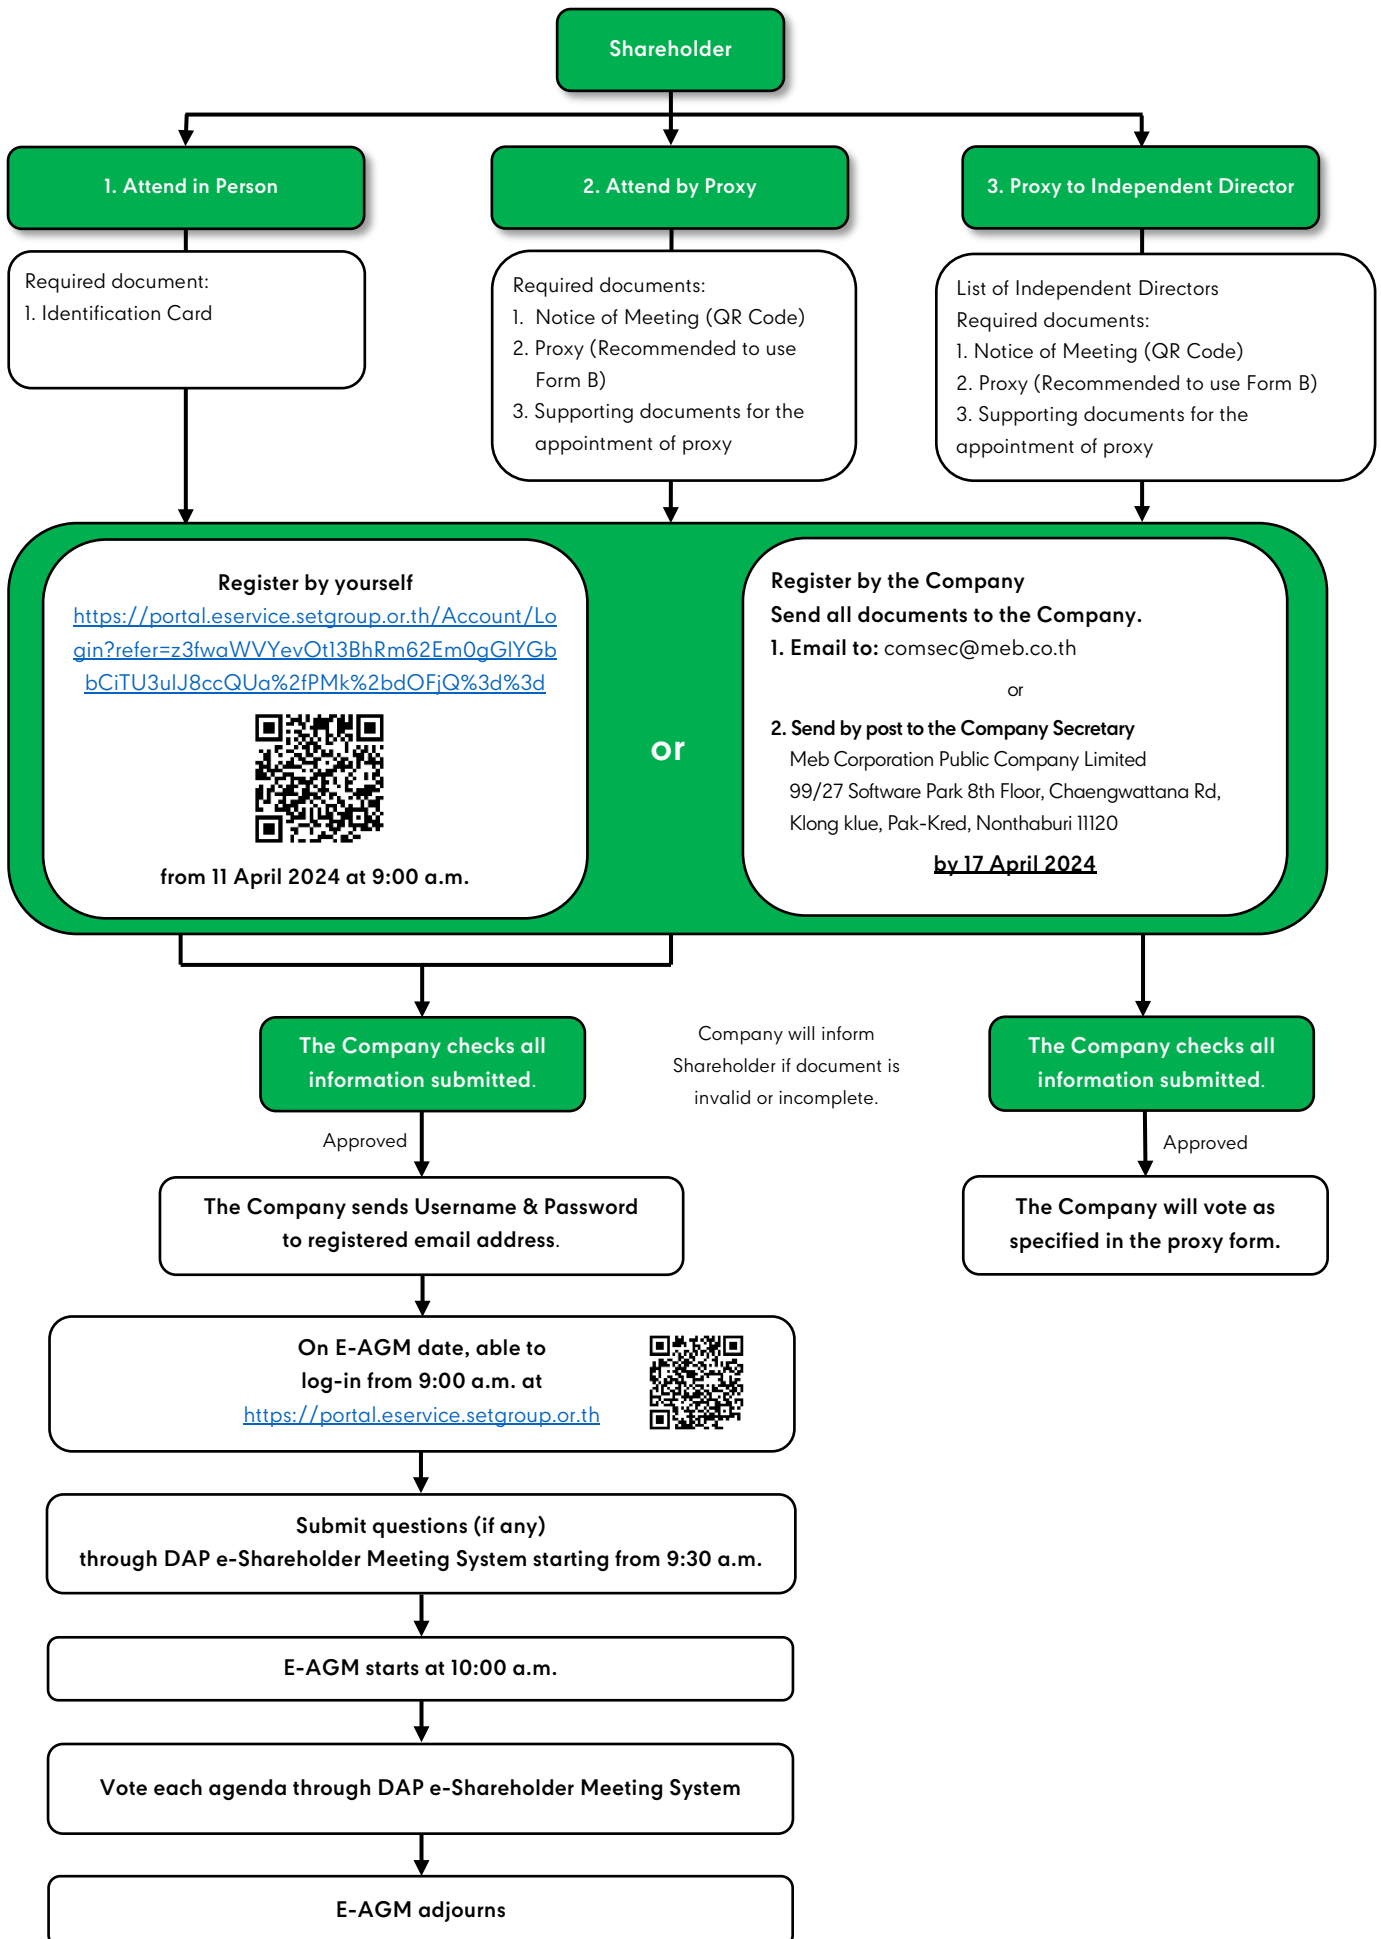 Shareholder
1. Attend in Person
2. Attend by Proxy
3. Proxy to Independent Director
Required document:
1. Identification Card
Required documents:
1. Notice of Meeting (QR Code)
2. Proxy (Recommended to use
Form B)
3. Supporting documents for the
appointment of proxy
List of Independent Directors
Required documents:
1. Notice of Meeting (QR Code)
2. Proxy (Recommended to use Form B)
3. Supporting documents for the
appointment of proxy
Register by yourself
https://portal.eservice.setgroup.or.th/Account/Lo
gin?refer=z3fwaWVYevOt13BhRm62Em0gGlYGb
bCiTU3ulJ8ccQUa%2fPMk%2bdOFjQ%3d%3d
from 11 April 2024 at 9:00 a.m.
or
Register by the Company
Send all documents to the Company.
1. Email to: comsec@meb.co.th
or
2. Send by post to the Company Secretary
Meb Corporation Public Company Limited
99/27 Software Park 8th Floor, Chaengwattana Rd,
Klong klue, Pak-Kred, Nonthaburi 11120
by 17 April 2024
The Company checks all
information submitted.
Company will inform
Shareholder if document is
invalid or incomplete.
The Company checks all
information submitted.
Approved
Approved
The Company sends Username & Password
to registered email address.
The Company will vote as
specified in the proxy form.
On E-AGM date, able to
log-in from 9:00 a.m. at
https://portal.eservice.setgroup.or.th
Submit questions (if any)
through DAP e-Shareholder Meeting System starting from 9:30 a.m.
E-AGM starts at 10:00 a.m.
Vote each agenda through DAP e-Shareholder Meeting System
E-AGM adjourns